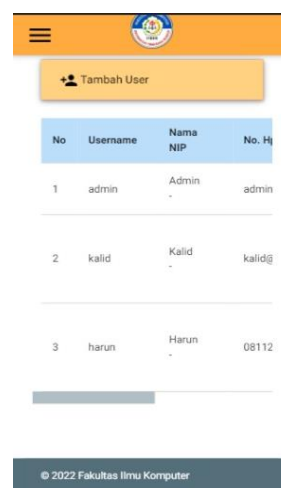 Tambah User
No Username Nama NIP No. Hp
1 admin Admin - admin
2 kalid Kalid - kalid@
3 harun Harun - 08112
© 2022 Fakultas Ilmu Komputer